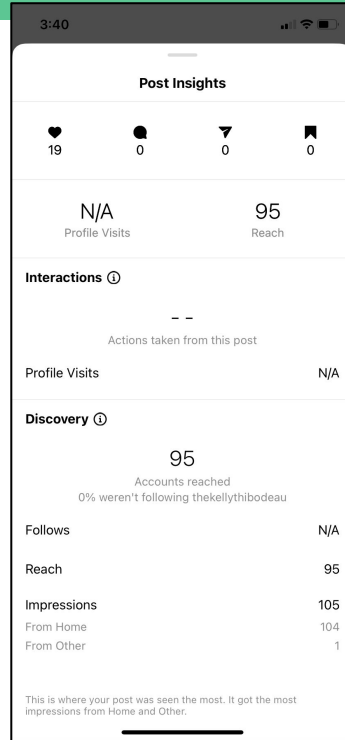 3:40
Post Insights
19 0 0 0
N/A 95
Profile Visits Reach
Interactions
--
Actions taken from this post
Profile Visits N/A
Discovery
95
Accounts reached
0% weren't following thekellythibodeau
Follows N/A
Reach 95
Impressions 105
From Home 104
From Other 1
This is where your post was seen the most. It got the most
impressions from Home and Other.